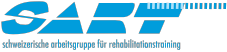 SART
schweizerische arbeitsgruppe für rehabilitationstraining